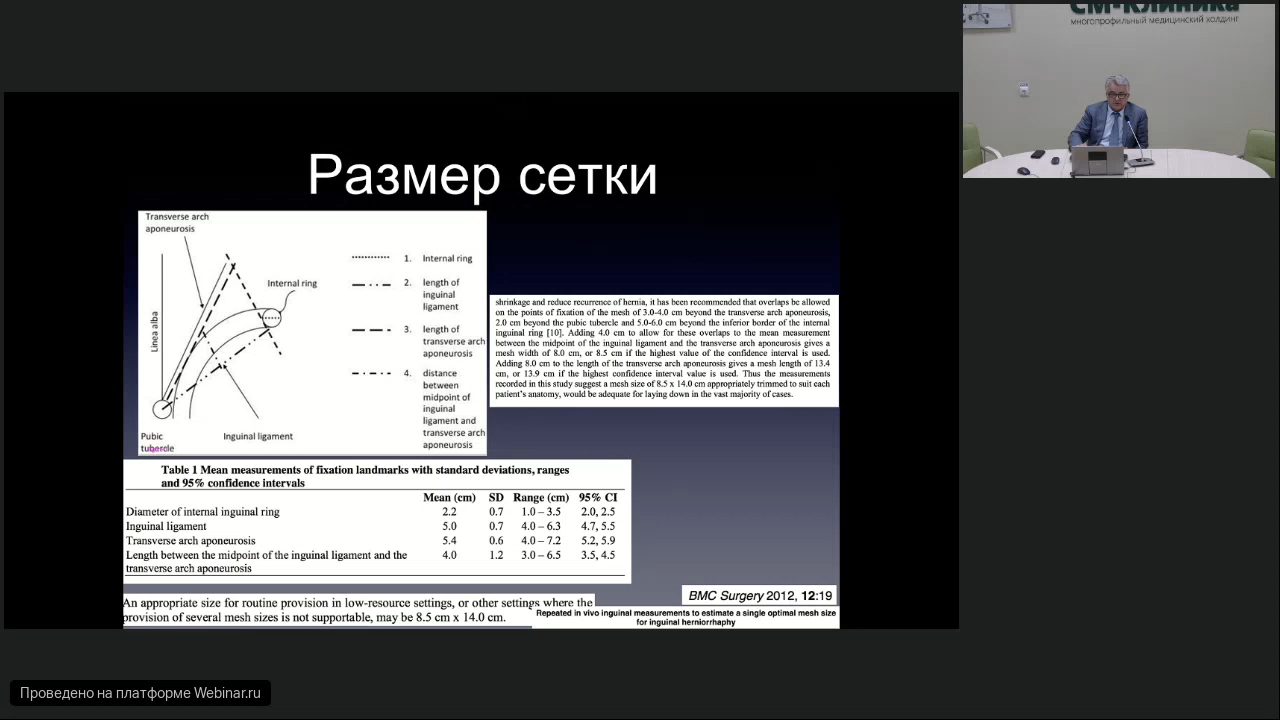 СМ-Клиника
многопрофильный медицинский холдинг
Размер сетки
Transverse arch
aponeurosis
Internal ring
Linea alba
Pubic
tubercle
Inguinal ligament
1. Internal ring
2. length of
inguinal
ligament
3. length of
transverse arch
aponeurosis
4. distance
between
midpoint of
inguinal
ligament and
transverse arch
aponeurosis
shrinkage and reduce recurrence of hernia, it has been recommended that overlaps be allowed
on the points of fixation of the mesh of 3.0-4.0 cm beyond the transverse arch aponeurosis,
2.0 cm beyond the pubic tubercle and 5.0-6.0 cm beyond the inferior border of the internal
inguinal ring [10]. Adding 4.0 cm to allow for these overlaps to the mean measurement
between the midpoint of the inguinal ligament and the transverse arch aponeurosis gives a
mesh width of 8.0 cm, or 8.5 cm if the highest value of the confidence interval is used.
Adding 8.0 cm to the length of the transverse arch aponeurosis gives a mesh length of 13.4
cm, or 13.9 cm if the highest confidence interval value is used. Thus the measurements
recorded in this study suggest a mesh size of 8.5 x 14.0 cm appropriately trimmed to suit each
patient's anatomy, would be adequate for laying down in the vast majority of cases.
Table 1 Mean measurements of fixation landmarks with standard deviations, ranges
and 95% confidence intervals
Mean (cm) SD Range (cm) 95% CI
Diameter of internal inguinal ring 2.2 0.7 1.0 – 3.5 2.0, 2.5
Inguinal ligament 5.0 0.7 4.0 – 6.3 4.7, 5.5
Transverse arch aponeurosis 5.4 0.6 4.0 – 7.2 5.2, 5.9
Length between the midpoint of the inguinal ligament and the 4.0 1.2 3.0 – 6.5 3.5, 4.5
transverse arch aponeurosis
An appropriate size for routine provision in low-resource settings, or other settings where the
provision of several mesh sizes is not supportable, may be 8.5 cm x 14.0 cm.
BMC Surgery 2012, 12:19
Repeated in vivo inguinal measurements to estimate a single optimal mesh size
for inguinal herniorrhaphy
Проведено на платформе Webinar.ru